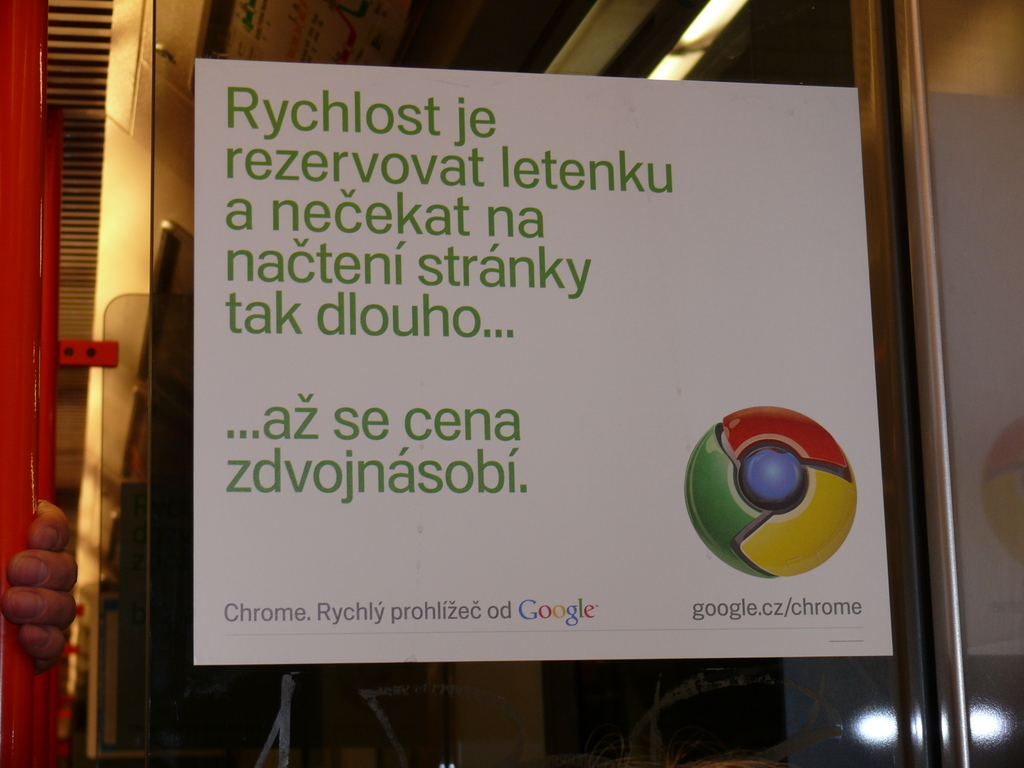 Rychlost je
rezervovat letenku
a nečekat na
načtení stránky
tak dlouho...
...až se cena
zdvojnásobí.
Chrome. Rychlý prohlížeč od Google
google.cz/chrome